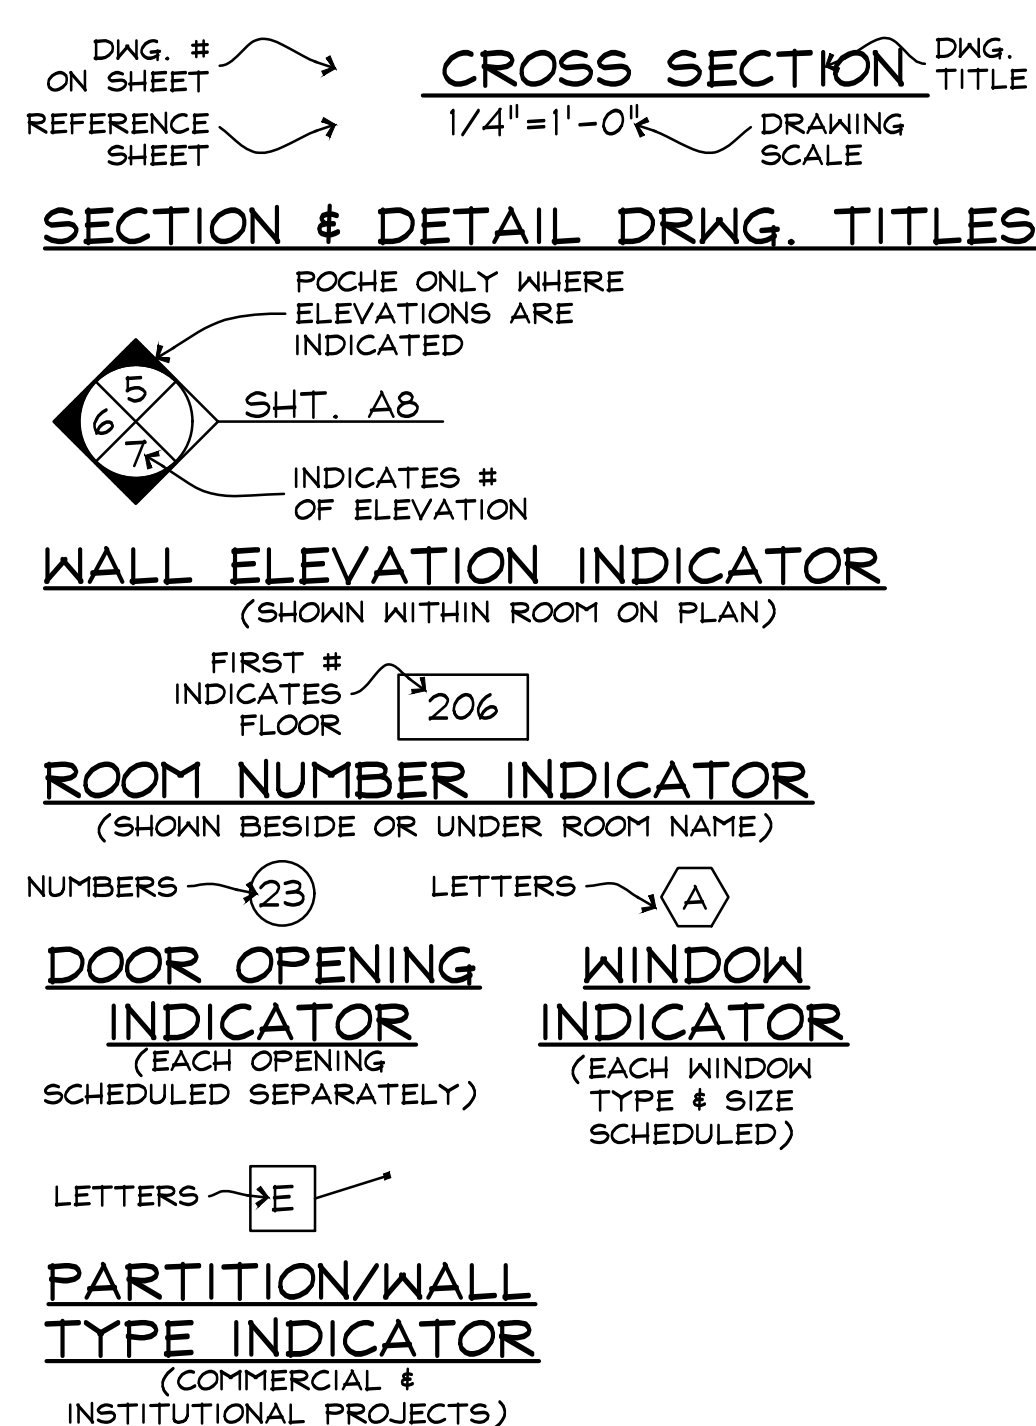 DWG. #
ON SHEET
CROSS SECTION
DWG.
TITLE
REFERENCE
SHEET
1/4"=1'-0"
DRAWING
SCALE
SECTION & DETAIL DRWG. TITLES
POCHE ONLY WHERE
ELEVATIONS ARE
INDICATED
5
6
7
SHT. A8
INDICATES #
OF ELEVATION
WALL ELEVATION INDICATOR
(SHOWN WITHIN ROOM ON PLAN)
FIRST #
INDICATES
FLOOR
206
ROOM NUMBER INDICATOR
(SHOWN BESIDE OR UNDER ROOM NAME)
NUMBERS
23
LETTERS
A
DOOR OPENING
INDICATOR
(EACH OPENING
SCHEDULED SEPARATELY)
WINDOW
INDICATOR
(EACH WINDOW
TYPE & SIZE
SCHEDULED)
LETTERS
E
PARTITION/WALL
TYPE INDICATOR
(COMMERCIAL &
INSTITUTIONAL PROJECTS)